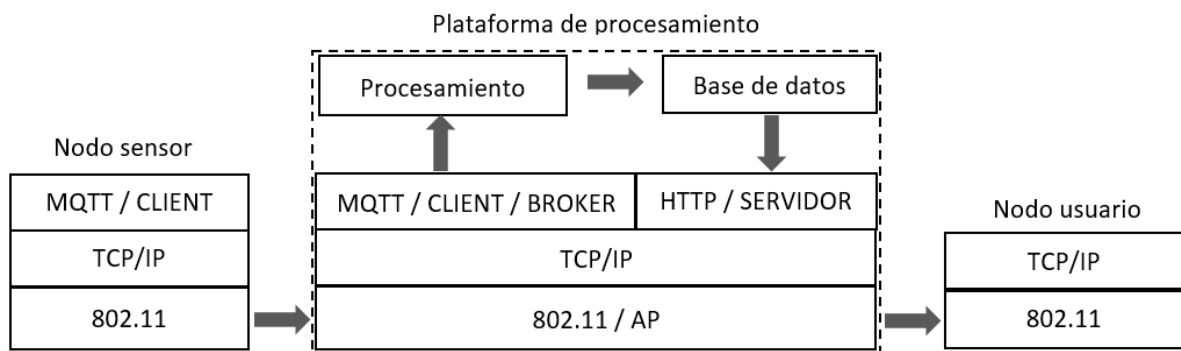 Plataforma de procesamiento
Procesamiento
Base de datos
Nodo sensor
MQTT / CLIENT
TCP/IP
802.11
MQTT / CLIENT / BROKER
HTTP / SERVIDOR
TCP/IP
802.11 / AP
Nodo usuario
TCP/IP
802.11